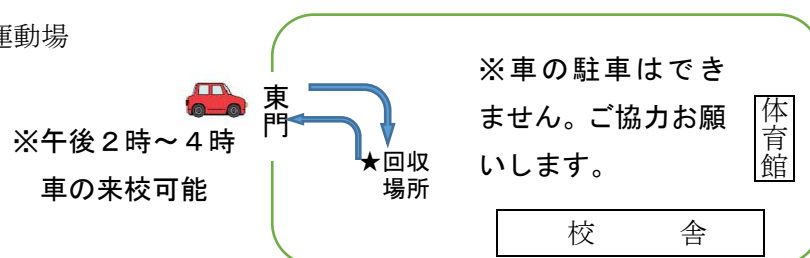 運動場
東門
※午後2時~4時
車の来校可能
★回収
場所
※車の駐車はでき
ません。ご協力お願
いします。
体育館
校　　舎